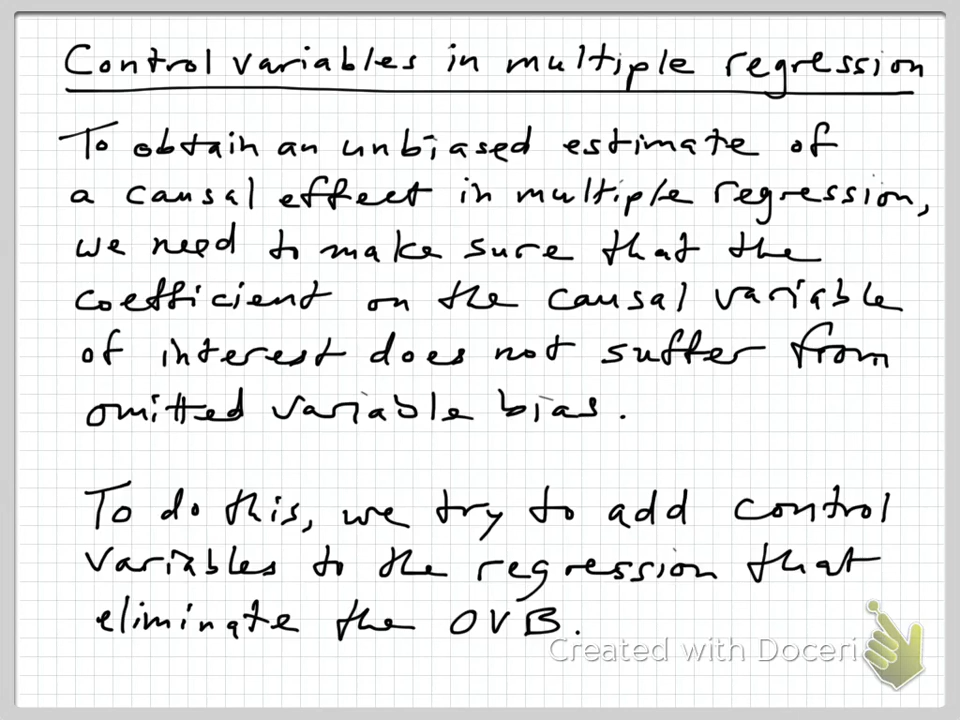 Control variables in multiple regression
To obtain an unbiased estimate of
a causal effect in multiple regression,
we need to make sure that the
coefficient on the causal variable
of interest does not suffer from
omitted variable bias.
To do this, we try to add control
variables to the regression that
eliminate the OVB.
Created with Doceri